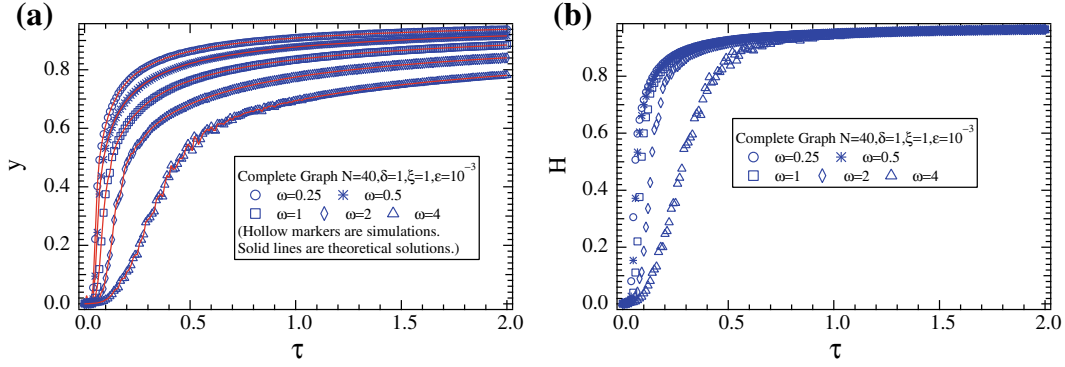 (a)
y
0.8
0.6
0.4
0.2
0.0
0.0
0.5
1.0
1.5
2.0
τ
Complete Graph N=40,δ=1,ξ=1,ε=10⁻³
ω=0.25 ω=0.5
ω=1 ω=2 ω=4
(Hollow markers are simulations.
Solid lines are theoretical solutions.)
(b)
H
0.8
0.6
0.4
0.2
0.0
0.0
0.5
1.0
1.5
2.0
τ
Complete Graph N=40,δ=1,ξ=1,ε=10⁻³
ω=0.25 ω=0.5
ω=1 ω=2 ω=4